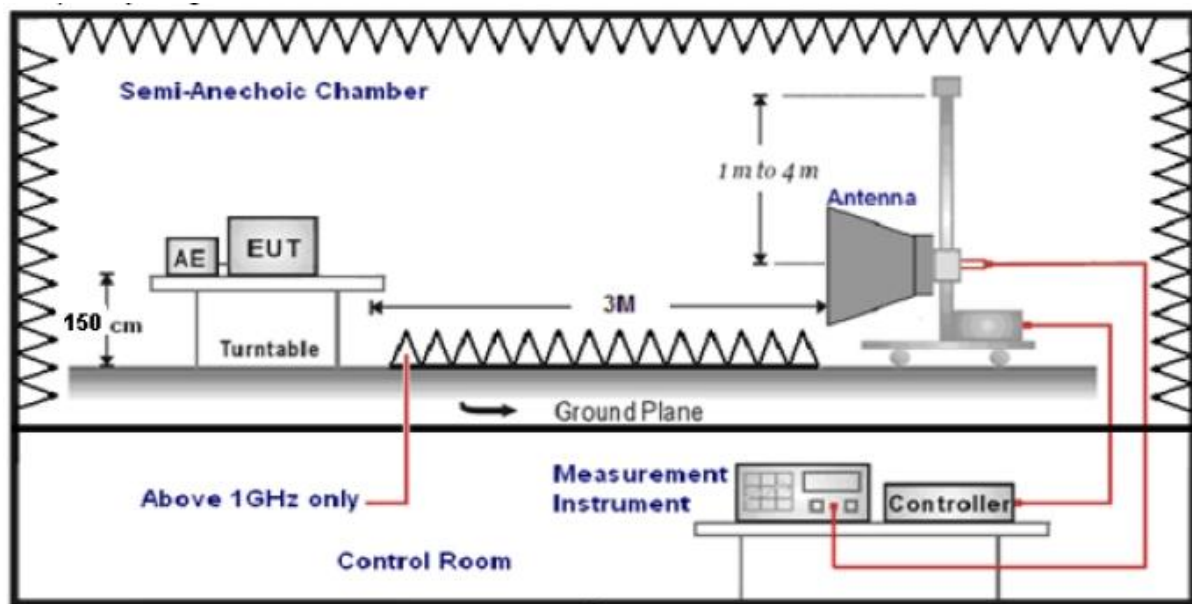 Semi-Anechoic Chamber
1 m to 4 m
Antenna
AE
EUT
150 cm
3M
Turntable
Ground Plane
Above 1GHz only
Measurement
Instrument
Controller
Control Room